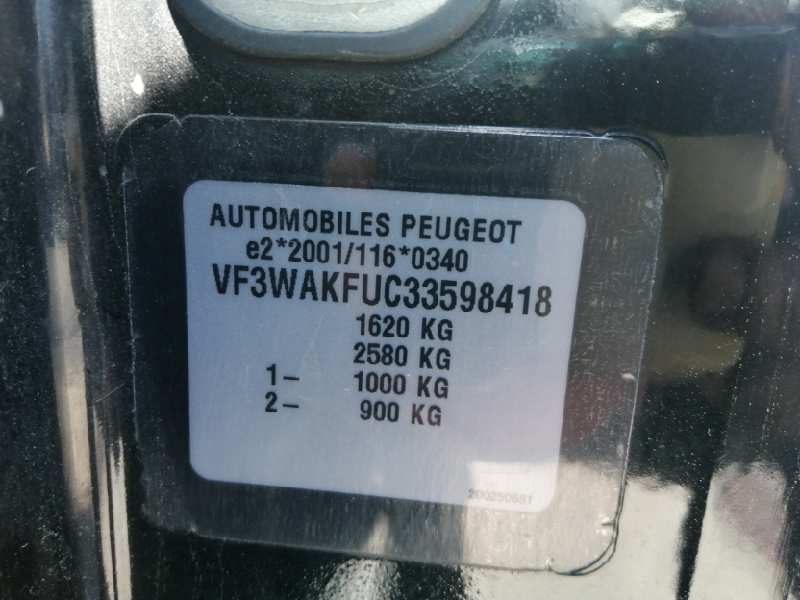 AUTOMOBILES PEUGEOT
e2*2001/116*0340
VF3WAKFUC33598418
1620 KG
2580 KG
1- 1000 KG
2- 900 KG